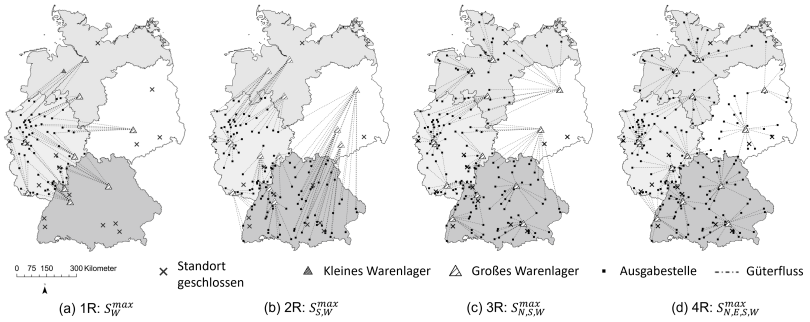 0 75 150 300 Kilometer
Standort geschlossen
Kleines Warenlager
Großes Warenlager
Ausgabestelle
Güterfluss
(a) 1R: S_W^max
(b) 2R: S_S,W^max
(c) 3R: S_N,S,W^max
(d) 4R: S_N,E,S,W^max